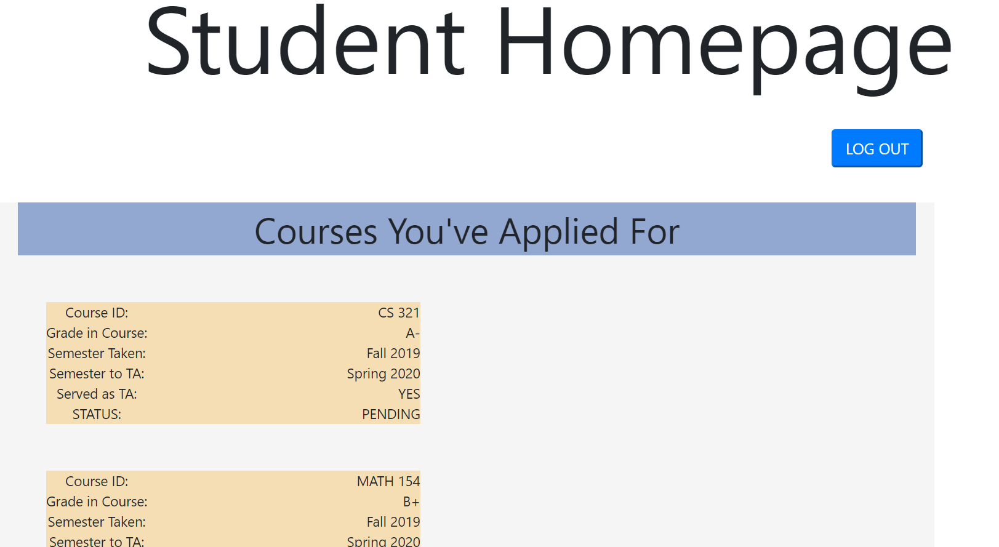 Student Homepage
LOG OUT
Courses You've Applied For
Course ID: CS 321
Grade in Course: A-
Semester Taken: Fall 2019
Semester to TA: Spring 2020
Served as TA: YES
STATUS: PENDING
Course ID: MATH 154
Grade in Course: B+
Semester Taken: Fall 2019
Semester to TA: Spring 2020